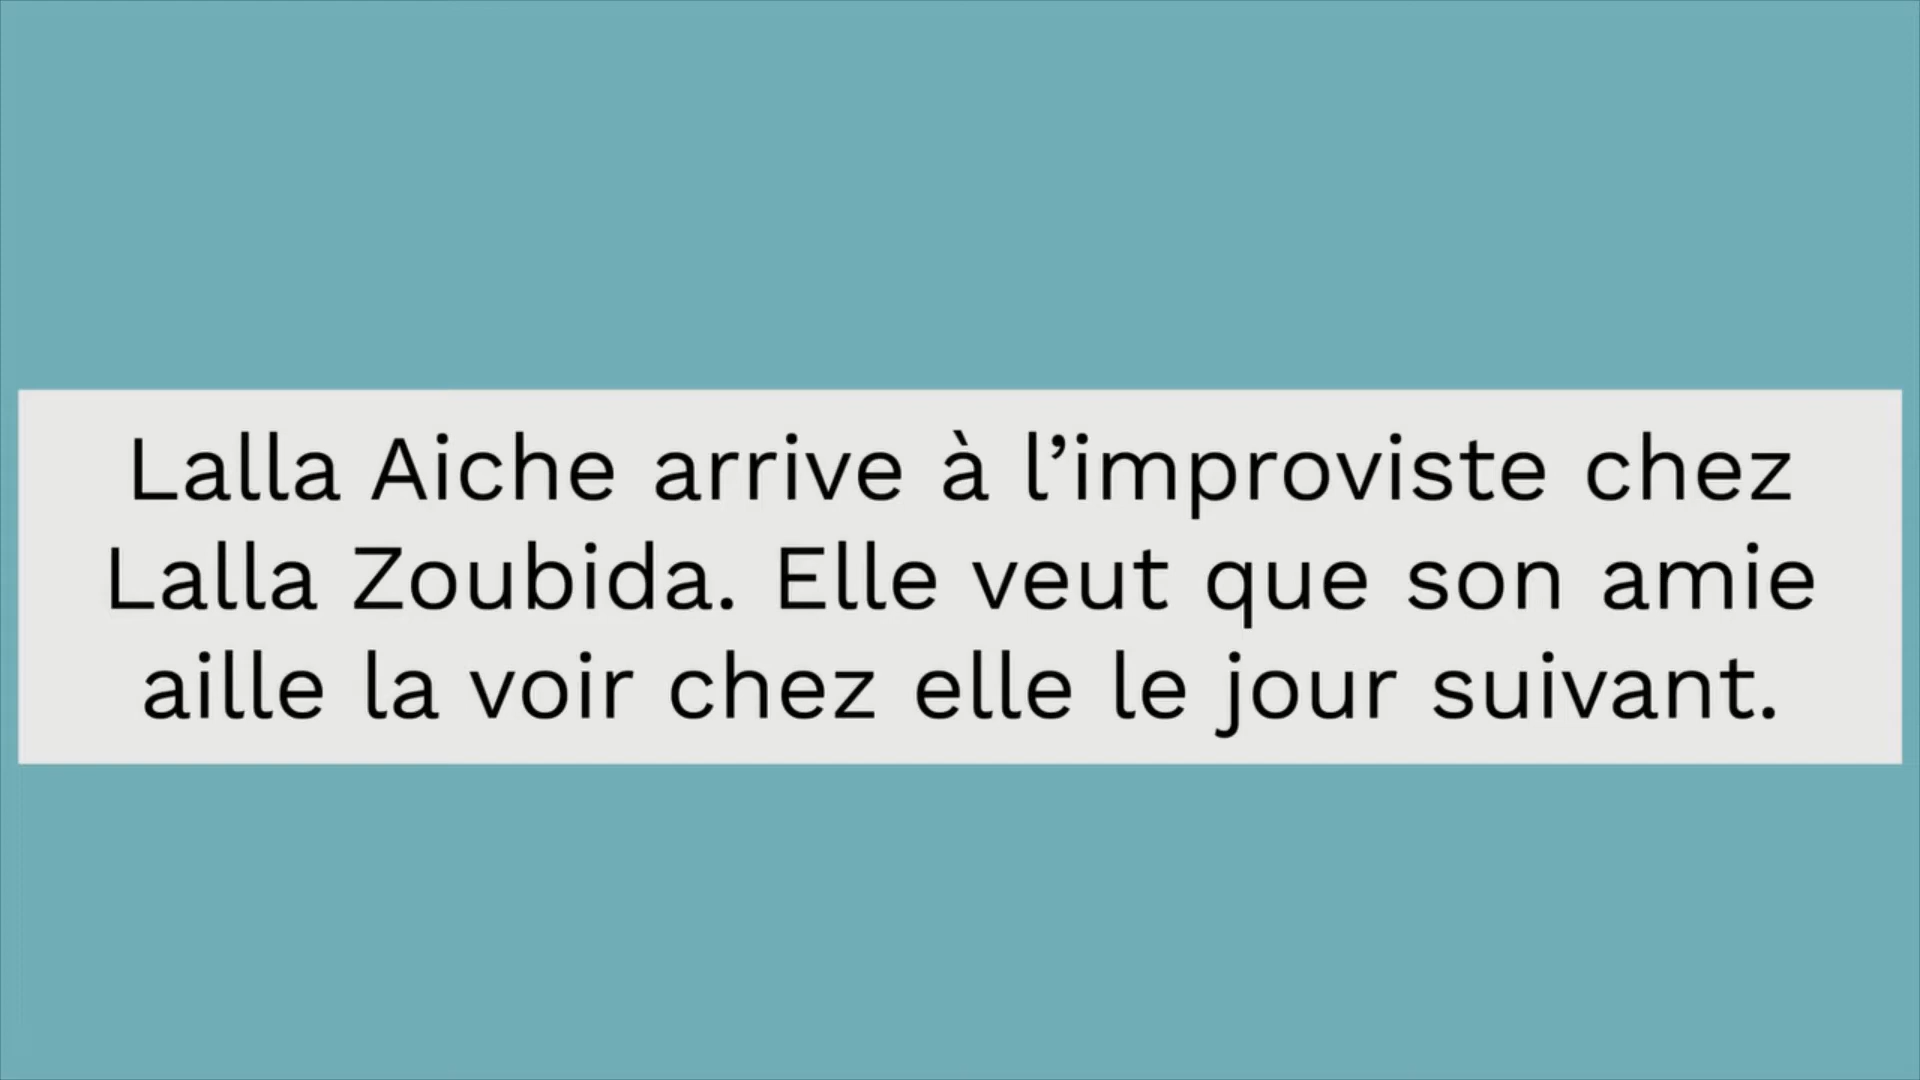 Lalla Aiche arrive à l’improviste chez
Lalla Zoubida. Elle veut que son amie
aille la voir chez elle le jour suivant.